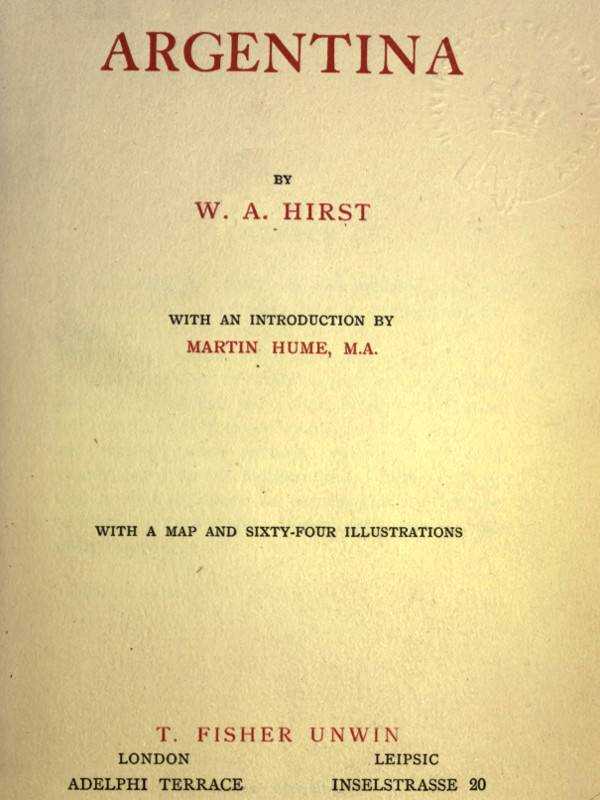 ARGENTINA
BY
W. A. HIRST
WITH AN INTRODUCTION BY
MARTIN HUME, M.A.
WITH A MAP AND SIXTY-FOUR ILLUSTRATIONS
T. FISHER UNWIN
LONDON LEIPSIC
ADELPHI TERRACE INSELSTRASSE 20